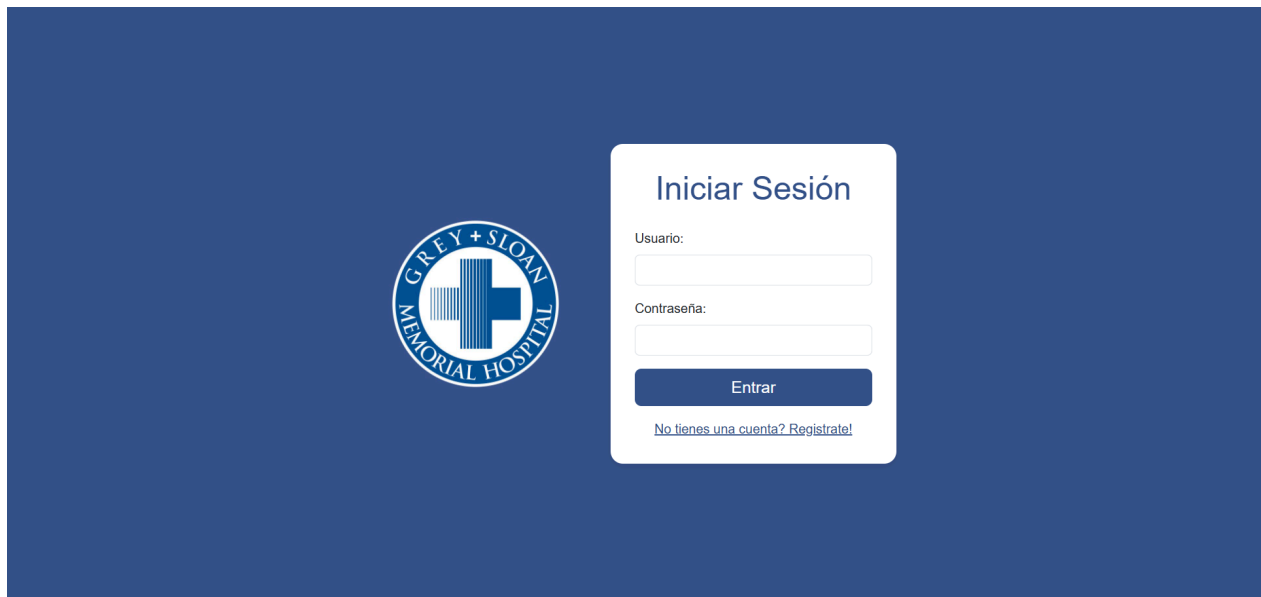 GREY + SLOAN
MEMORIAL HOSPITAL
Iniciar Sesión
Usuario:
Contraseña:
Entrar
No tienes una cuenta? Registrate!